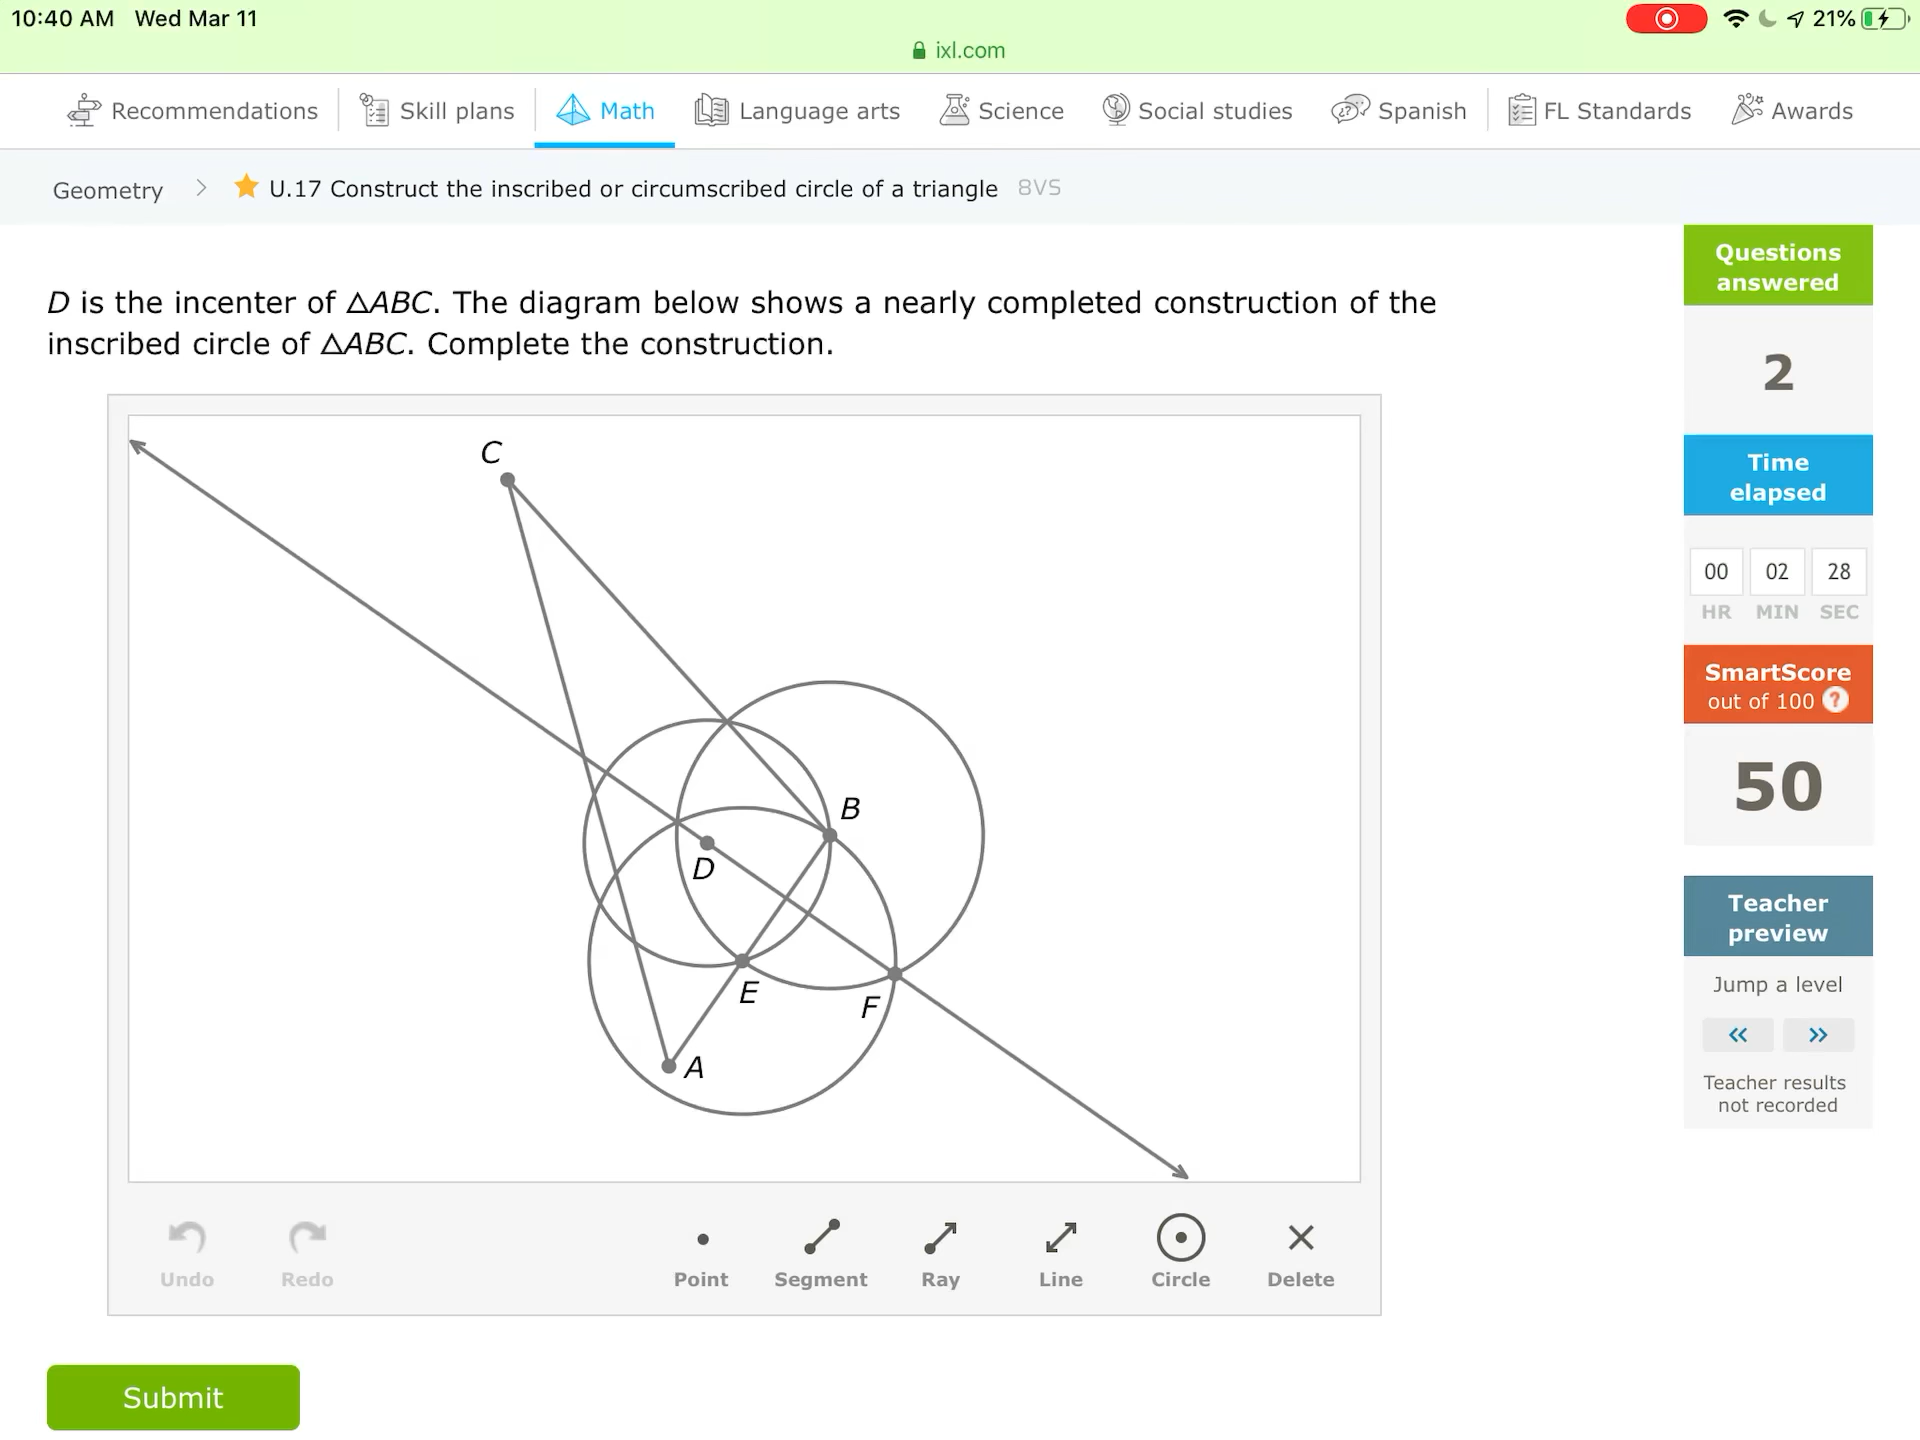 10:40 AM Wed Mar 11
21%
ixl.com
Recommendations Skill plans Math Language arts Science Social studies Spanish FL Standards Awards
Geometry > U.17 Construct the inscribed or circumscribed circle of a triangle 8VS
D is the incenter of △ABC. The diagram below shows a nearly completed construction of the
inscribed circle of △ABC. Complete the construction.
C
B
D
E
F
A
Undo Redo Point Segment Ray Line Circle Delete
Submit
Questions
answered
2
Time
elapsed
00 02 28
HR MIN SEC
SmartScore
out of 100 ?
50
Teacher
preview
Jump a level
Teacher results
not recorded